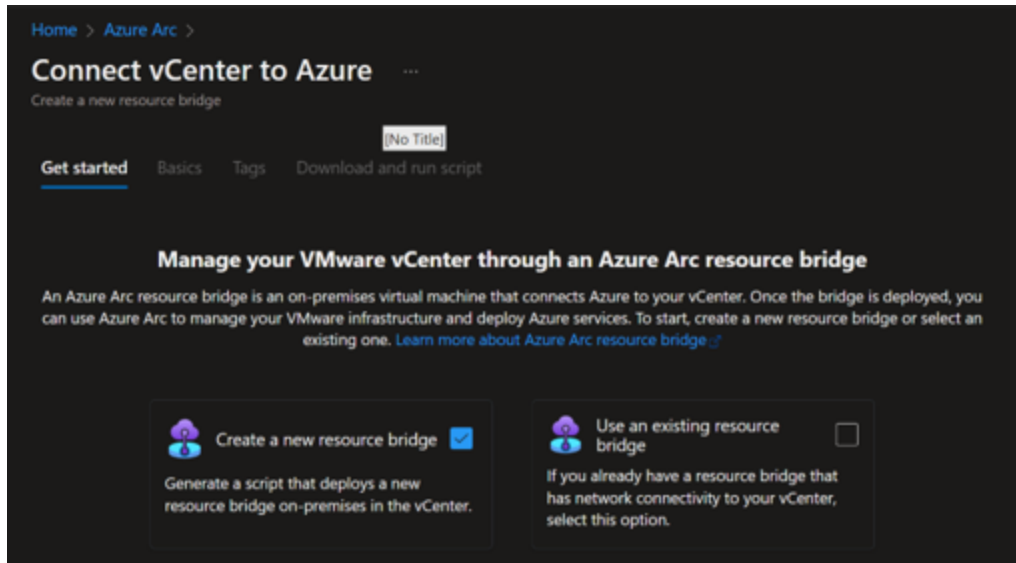 Home > Azure Arc >
Connect vCenter to Azure ...
Create a new resource bridge
[No Title]
Get started Basics Tags Download and run script
Manage your VMware vCenter through an Azure Arc resource bridge
An Azure Arc resource bridge is an on-premises virtual machine that connects Azure to your vCenter. Once the bridge is deployed, you
can use Azure Arc to manage your VMware infrastructure and deploy Azure services. To start, create a new resource bridge or select an
existing one. Learn more about Azure Arc resource bridge
Create a new resource bridge
Generate a script that deploys a new
resource bridge on-premises in the vCenter.
Use an existing resource
bridge
If you already have a resource bridge that
has network connectivity to your vCenter,
select this option.